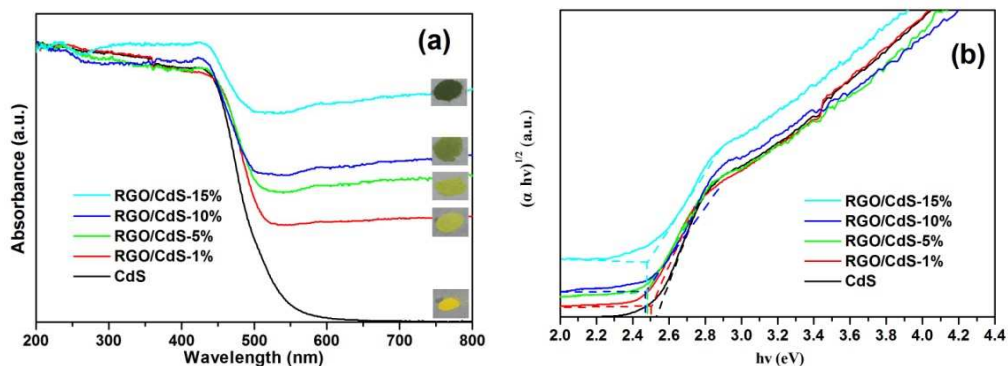 (a)
Absorbance (a.u.)
RGO/CdS-15%
RGO/CdS-10%
RGO/CdS-5%
RGO/CdS-1%
CdS
200 300 400 500 600 700 800
Wavelength (nm)
(b)
(α hν)1/2 (a.u.)
RGO/CdS-15%
RGO/CdS-10%
RGO/CdS-5%
RGO/CdS-1%
CdS
2.0 2.2 2.4 2.6 2.8 3.0 3.2 3.4 3.6 3.8 4.0 4.2 4.4
hν (eV)